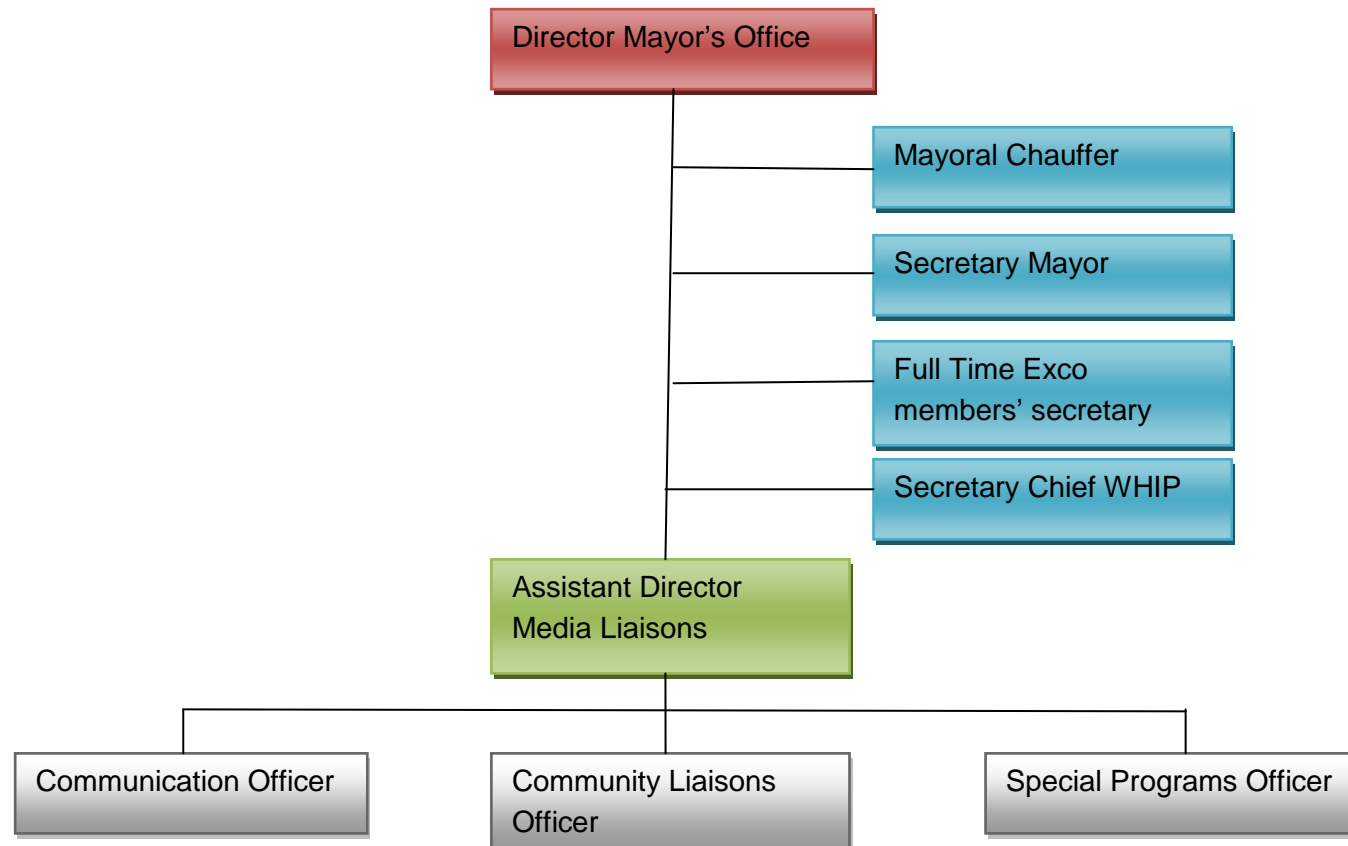 Director Mayor’s Office
Mayoral Chauffer
Secretary Mayor
Full Time Exco
members’ secretary
Secretary Chief WHIP
Assistant Director
Media Liaisons
Communication Officer
Community Liaisons
Officer
Special Programs Officer